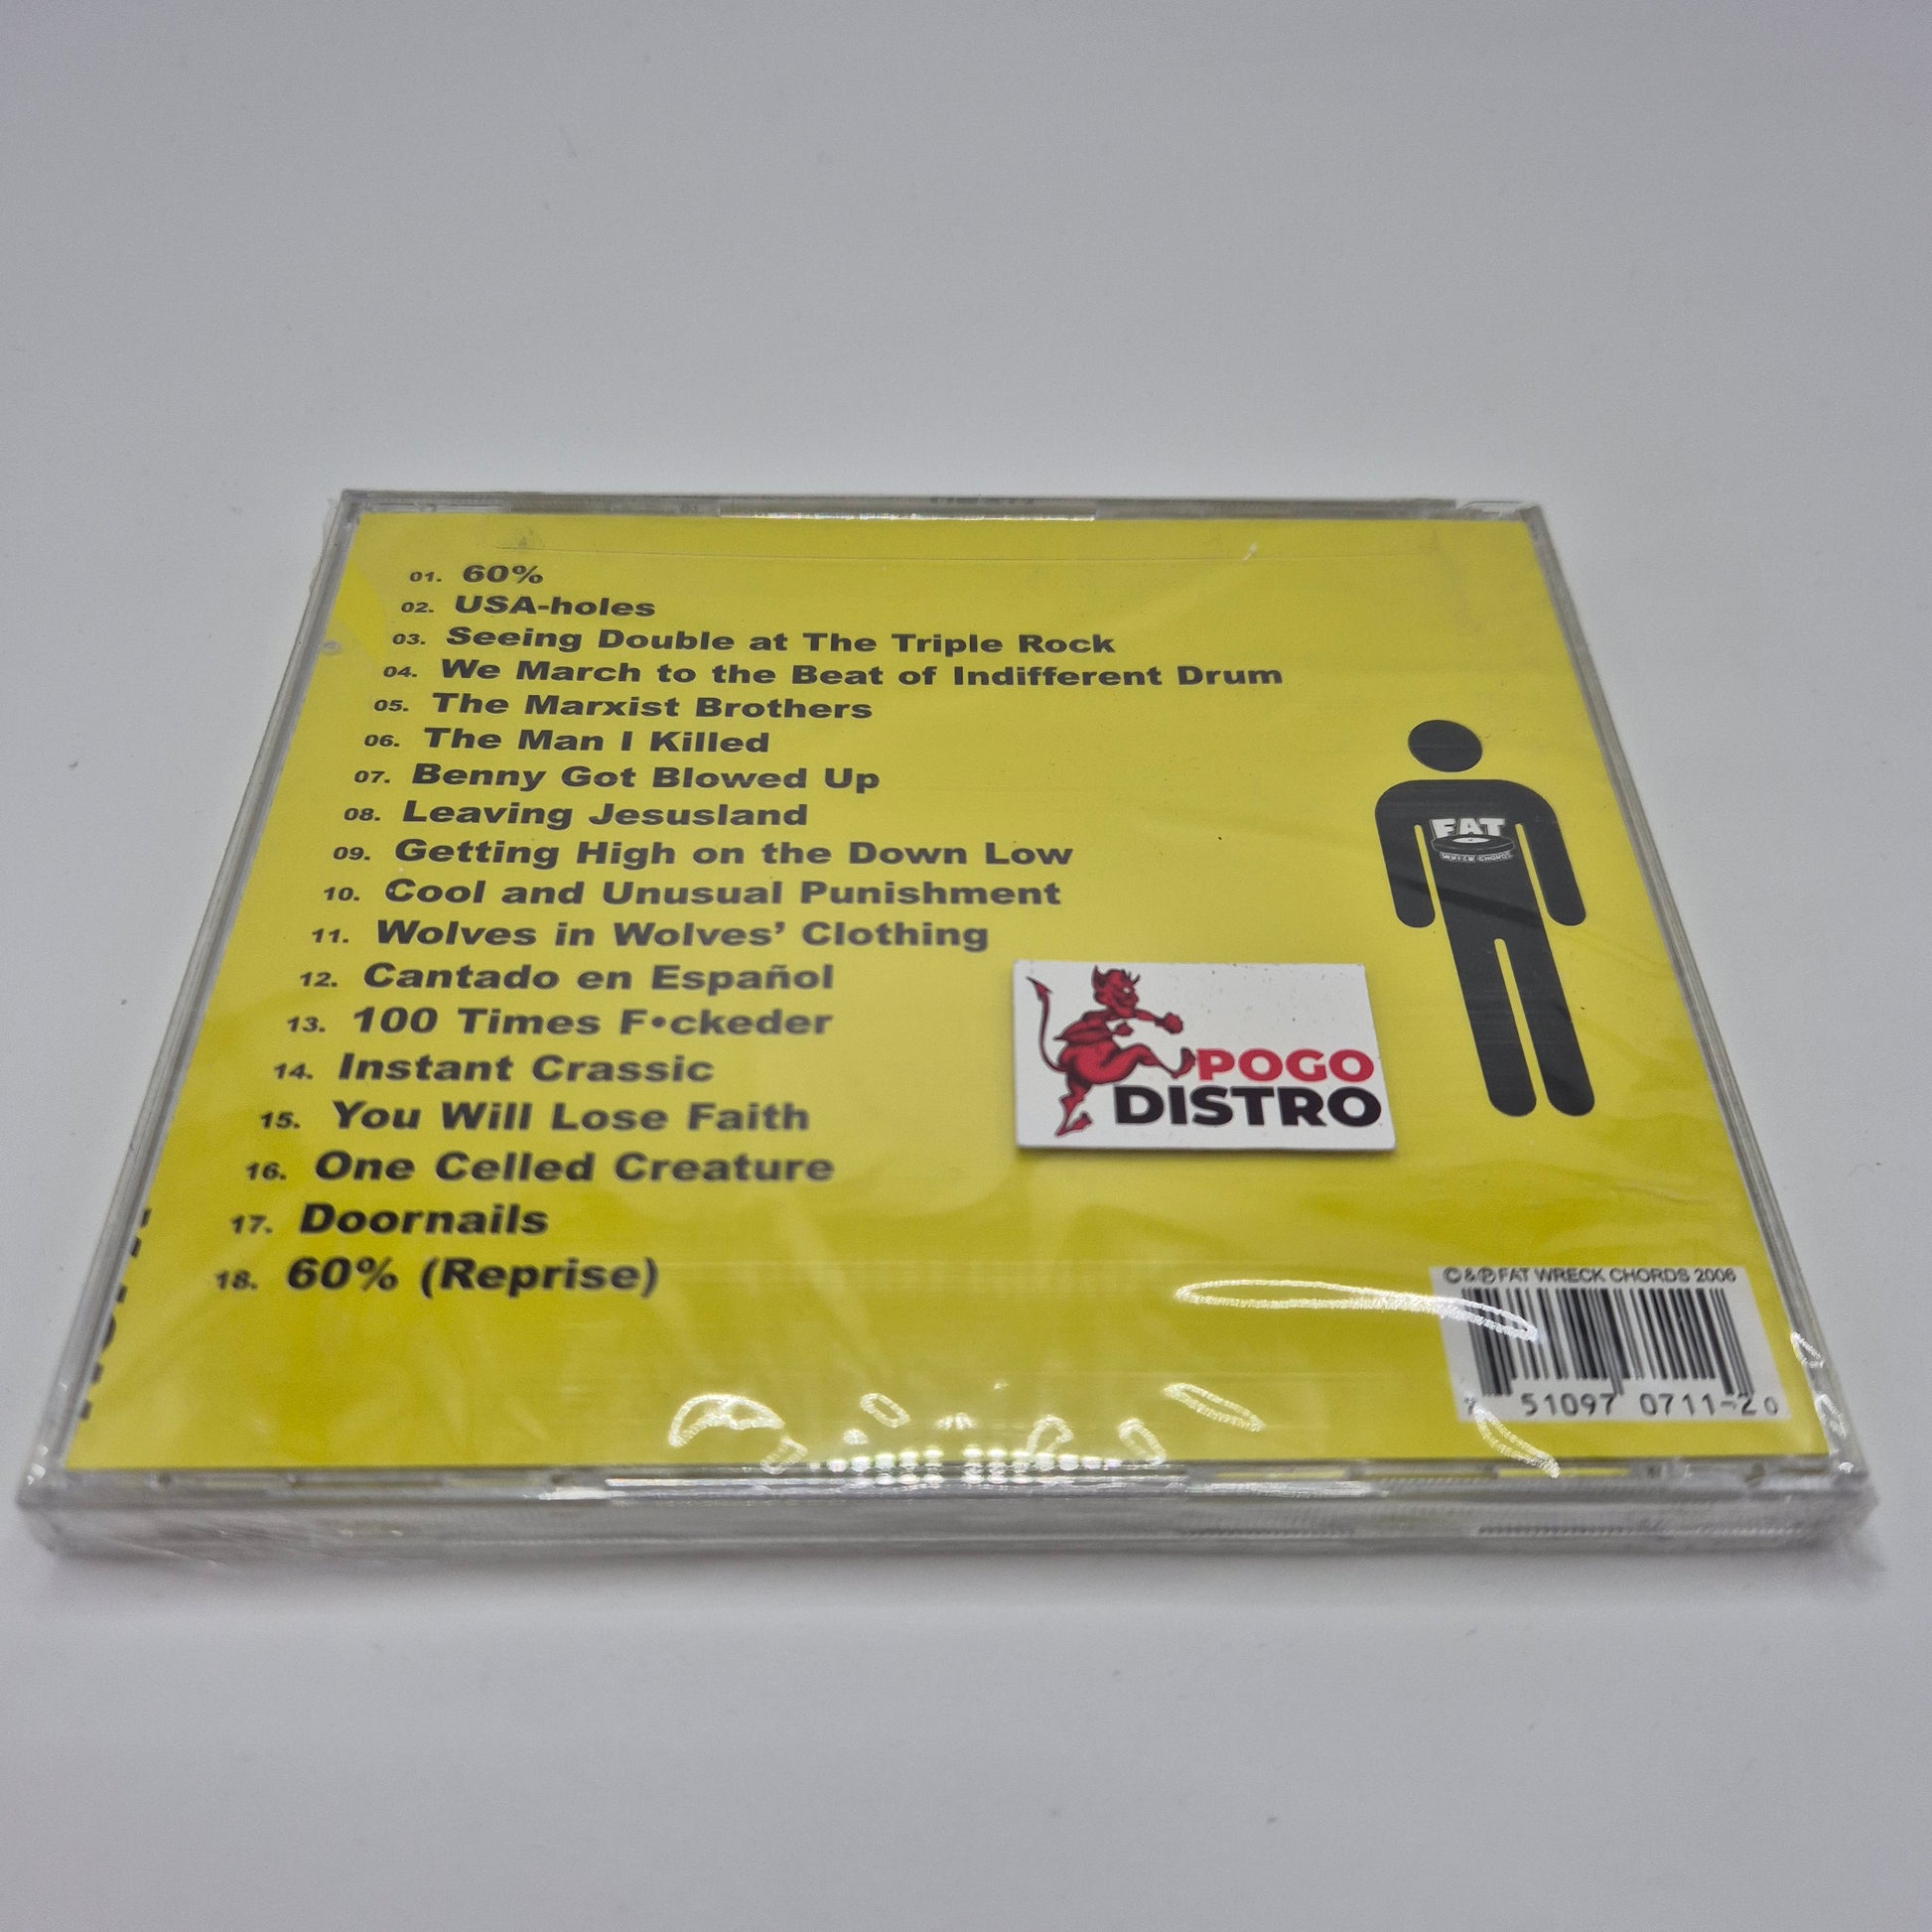 01. 60%
02. USA-holes
03. Seeing Double at The Triple Rock
04. We March to the Beat of Indifferent Drum
05. The Marxist Brothers
06. The Man I Killed
07. Benny Got Blowed Up
08. Leaving Jesusland
09. Getting High on the Down Low
10. Cool and Unusual Punishment
11. Wolves in Wolves’ Clothing
12. Cantado en Español
13. 100 Times F•ckeder
14. Instant Crassic
15. You Will Lose Faith
16. One Celled Creature
17. Doornails
18. 60% (Reprise)
FAT
WRECK CHORDS
POGO
DISTRO
©&℗ FAT WRECK CHORDS 2006
7 51097 0711-2 0